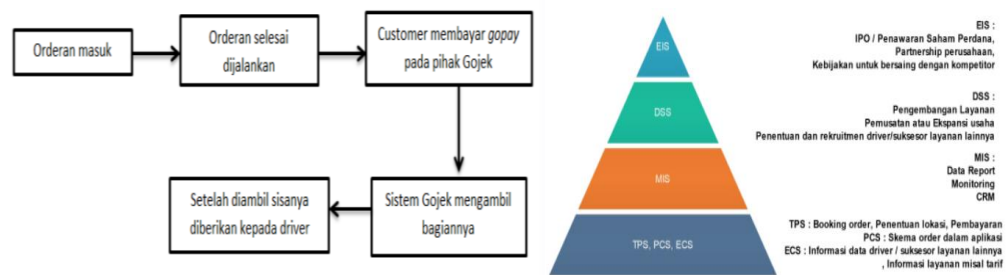 Orderan masuk
Orderan selesai
dijalankan
Customer membayar gopay
pada pihak Gojek
Sistem Gojek mengambil
bagiannya
Setelah diambil sisanya
diberikan kepada driver
EIS
DSS
MIS
TPS, PCS, ECS
EIS :
IPO / Penawaran Saham Perdana,
Partnership perusahaan,
Kebijakan untuk bersaing dengan kompetitor
DSS :
Pengembangan Layanan
Pemusatan atau Ekspansi usaha
Penentuan dan rekruitmen driver/suksesor layanan lainnya
MIS :
Data Report
Monitoring
CRM
TPS : Booking order, Penentuan lokasi, Pembayaran
PCS : Skema order dalam aplikasi
ECS : Informasi data driver / suksesor layanan lainnya
, Informasi layanan misal tarif